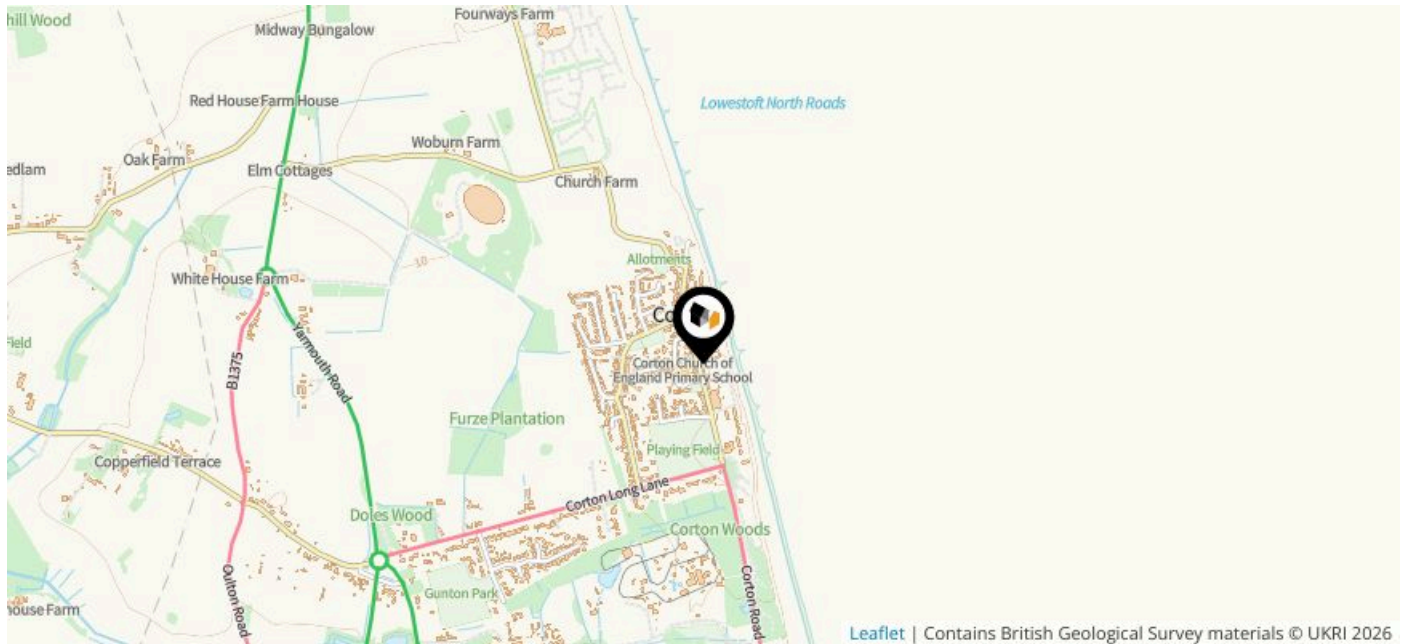 hill Wood
Fourways Farm
Midway Bungalow
Lowestoft North Roads
Red House Farm House
Woburn Farm
Oak Farm
edlam
Elm Cottages
Church Farm
Allotments
10
White House Farm
Co
Field
Yarmouth Road
B1375
Corton Church of
England Primary School
Furze Plantation
Playing Field
Copperfield Terrace
Corton Long Lane
Doles Wood
Corton Woods
Oulton Road
Gunton Park
Corton Road
house Farm
Leaflet | Contains British Geological Survey materials © UKRI 2026